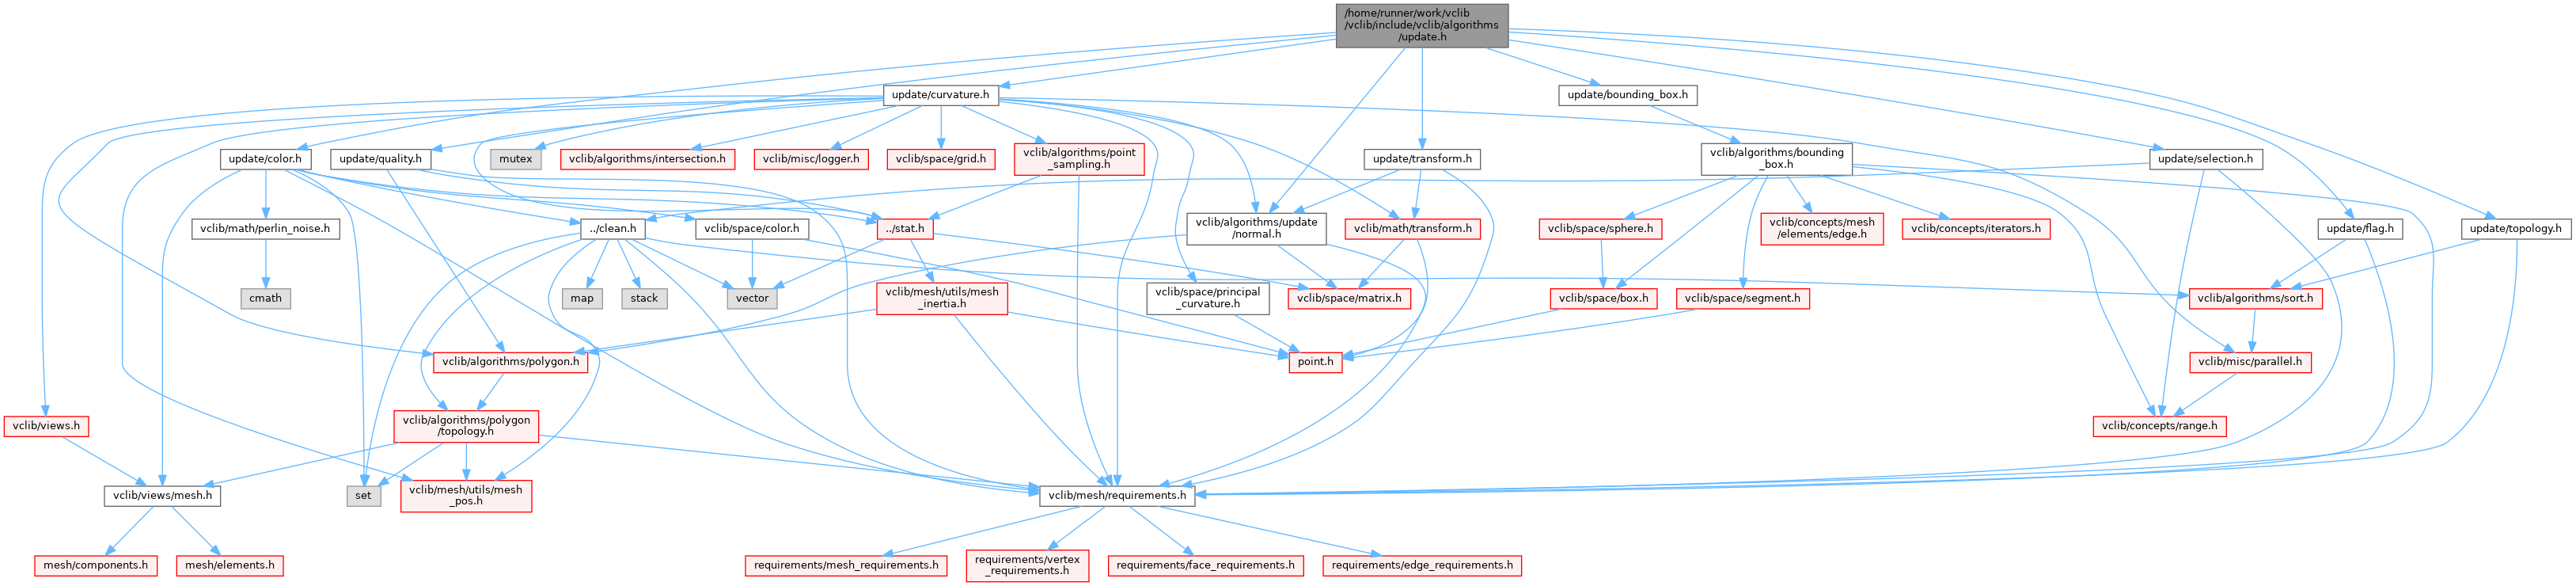 /home/runner/work/vclib
/vclib/include/vclib/algorithms
/update.h
update/curvature.h
update/bounding_box.h
update/color.h
update/quality.h
mutex
vclib/algorithms/intersection.h
vclib/misc/logger.h
vclib/space/grid.h
vclib/algorithms/point
_sampling.h
update/transform.h
vclib/algorithms/bounding
_box.h
update/selection.h
vclib/math/perlin_noise.h
../clean.h
vclib/space/color.h
../stat.h
vclib/algorithms/update
/normal.h
vclib/math/transform.h
vclib/space/sphere.h
vclib/concepts/mesh
/elements/edge.h
vclib/concepts/iterators.h
update/flag.h
update/topology.h
cmath
map
stack
vector
vclib/mesh/utils/mesh
_inertia.h
vclib/space/principal
_curvature.h
vclib/space/matrix.h
vclib/space/box.h
vclib/space/segment.h
vclib/algorithms/sort.h
vclib/algorithms/polygon.h
point.h
vclib/misc/parallel.h
vclib/views.h
vclib/algorithms/polygon
/topology.h
vclib/concepts/range.h
vclib/views/mesh.h
set
vclib/mesh/utils/mesh
_pos.h
vclib/mesh/requirements.h
mesh/components.h
mesh/elements.h
requirements/mesh_requirements.h
requirements/vertex
_requirements.h
requirements/face_requirements.h
requirements/edge_requirements.h